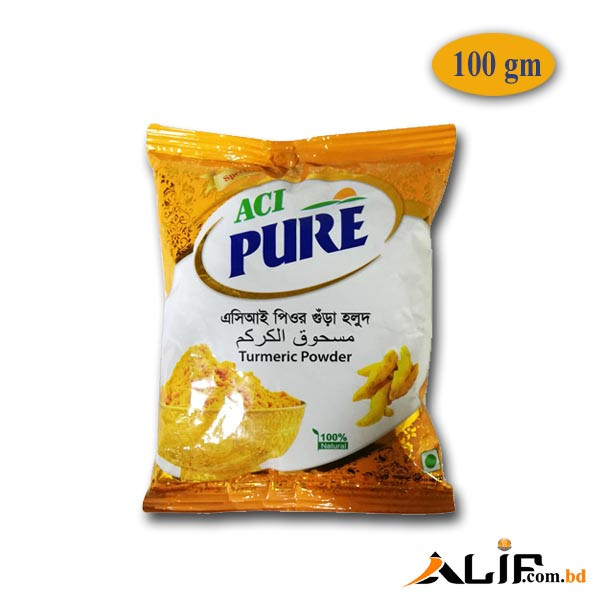 100 gm
ACI
PURE
এসিআই পিওর গুঁড়া হলুদ
مسحوق الكركم
Turmeric Powder
100%
Natural
ALIF.com.bd